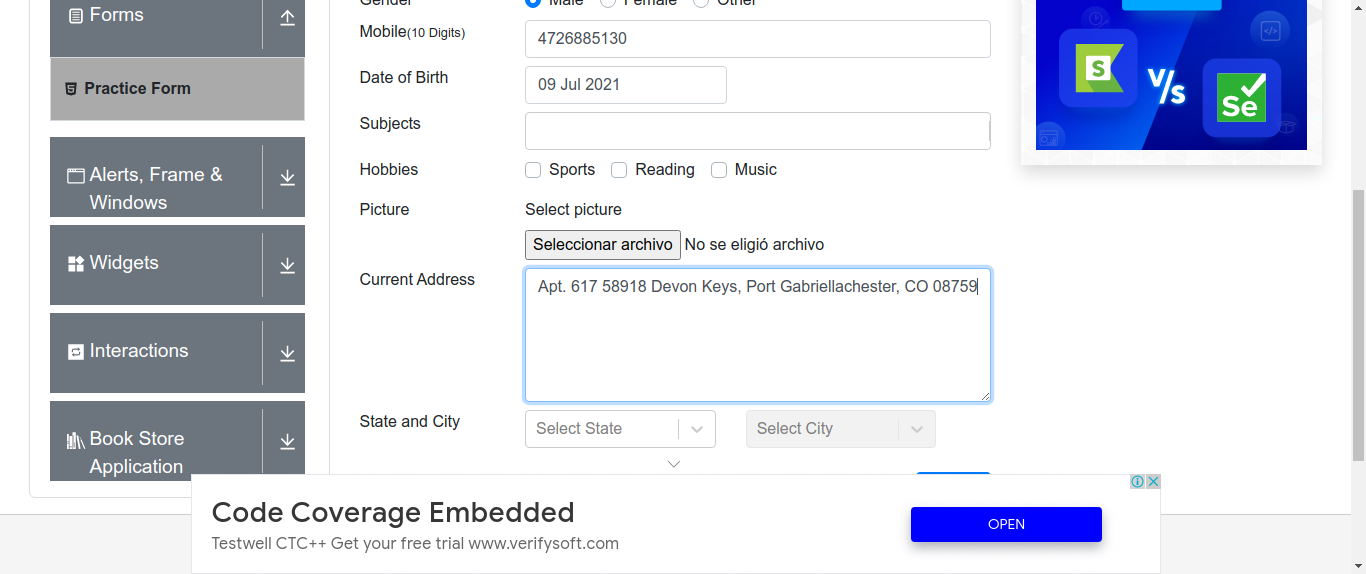 Forms
Practice Form
Alerts, Frame &
Windows
Widgets
Interactions
Book Store
Application
Gender
Male
Female
Other
Mobile(10 Digits)
4726885130
Date of Birth
09 Jul 2021
Subjects
Hobbies
Sports
Reading
Music
Picture
Select picture
Seleccionar archivo No se eligió archivo
Current Address
Apt. 617 58918 Devon Keys, Port Gabriellachester, CO 08759
State and City
Select State
Select City
S
V/s
Se
Code Coverage Embedded
Testwell CTC++ Get your free trial www.verifysoft.com
OPEN